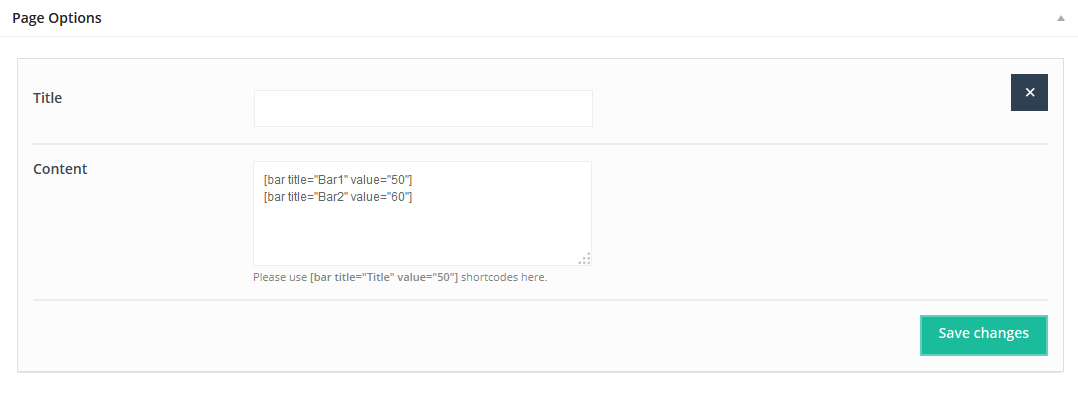 Page Options
Title
Content
[bar title="Bar1" value="50"]
[bar title="Bar2" value="60"]
Please use [bar title="Title" value="50"] shortcodes here.
Save changes